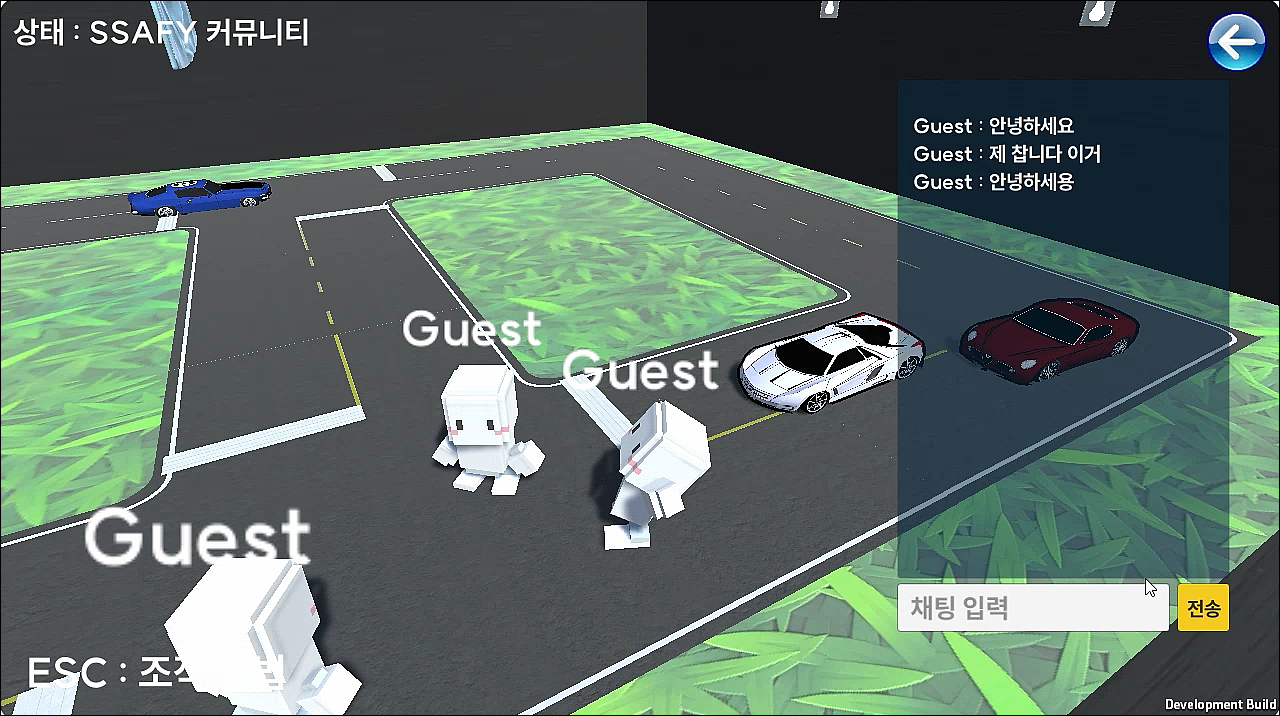 상태 : SSAFY 커뮤니티
Guest : 안녕하세요
Guest : 제 찹니다 이거
Guest : 안녕하세용
Guest
Guest
Guest
채팅 입력
전송
ESC :
Development Build